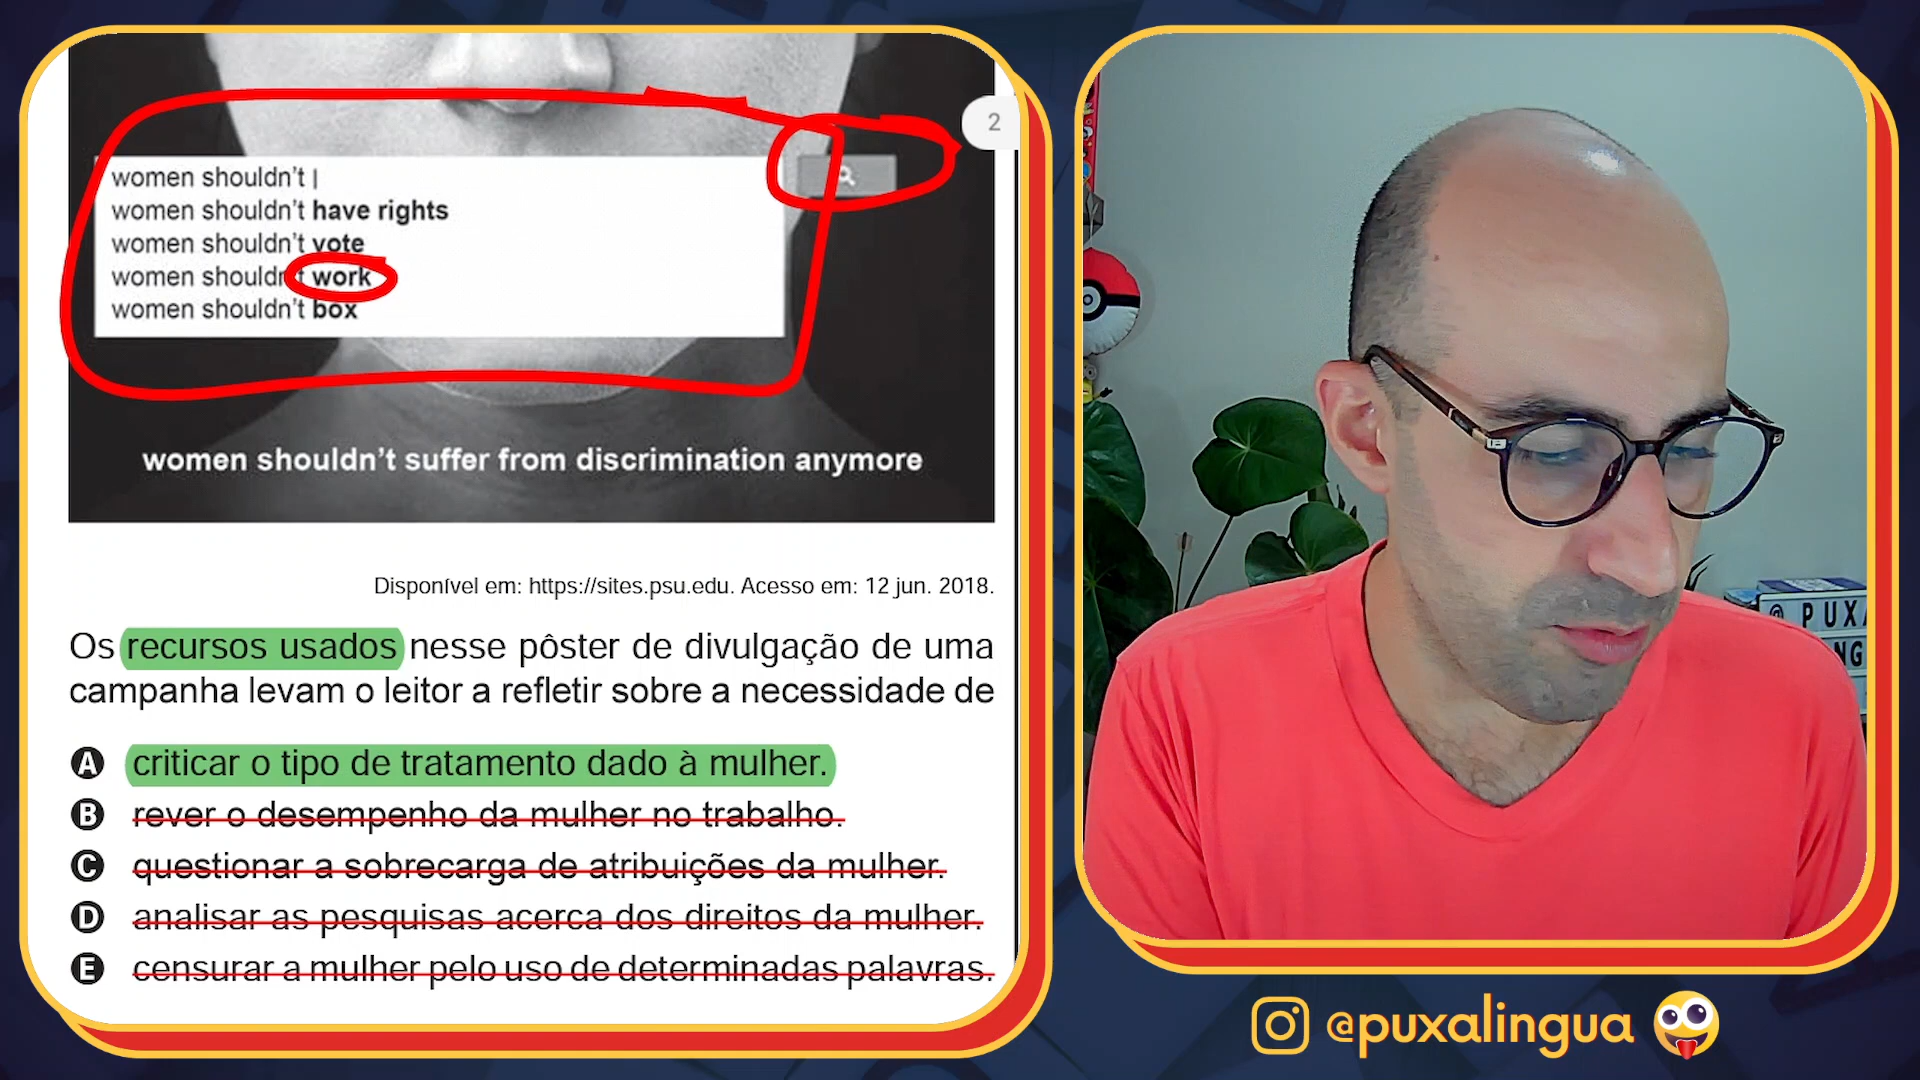 2
women shouldn't |
women shouldn't have rights
women shouldn't vote
women shouldn't work
women shouldn't box
women shouldn't suffer from discrimination anymore
Disponível em: https://sites.psu.edu. Acesso em: 12 jun. 2018.
Os recursos usados nesse pôster de divulgação de uma
campanha levam o leitor a refletir sobre a necessidade de
A criticar o tipo de tratamento dado à mulher.
B rever o desempenho da mulher no trabalho.
C questionar a sobrecarga de atribuições da mulher.
D analisar as pesquisas acerca dos direitos da mulher.
E censurar a mulher pelo uso de determinadas palavras.
@ PUXA
NG
@puxalingua